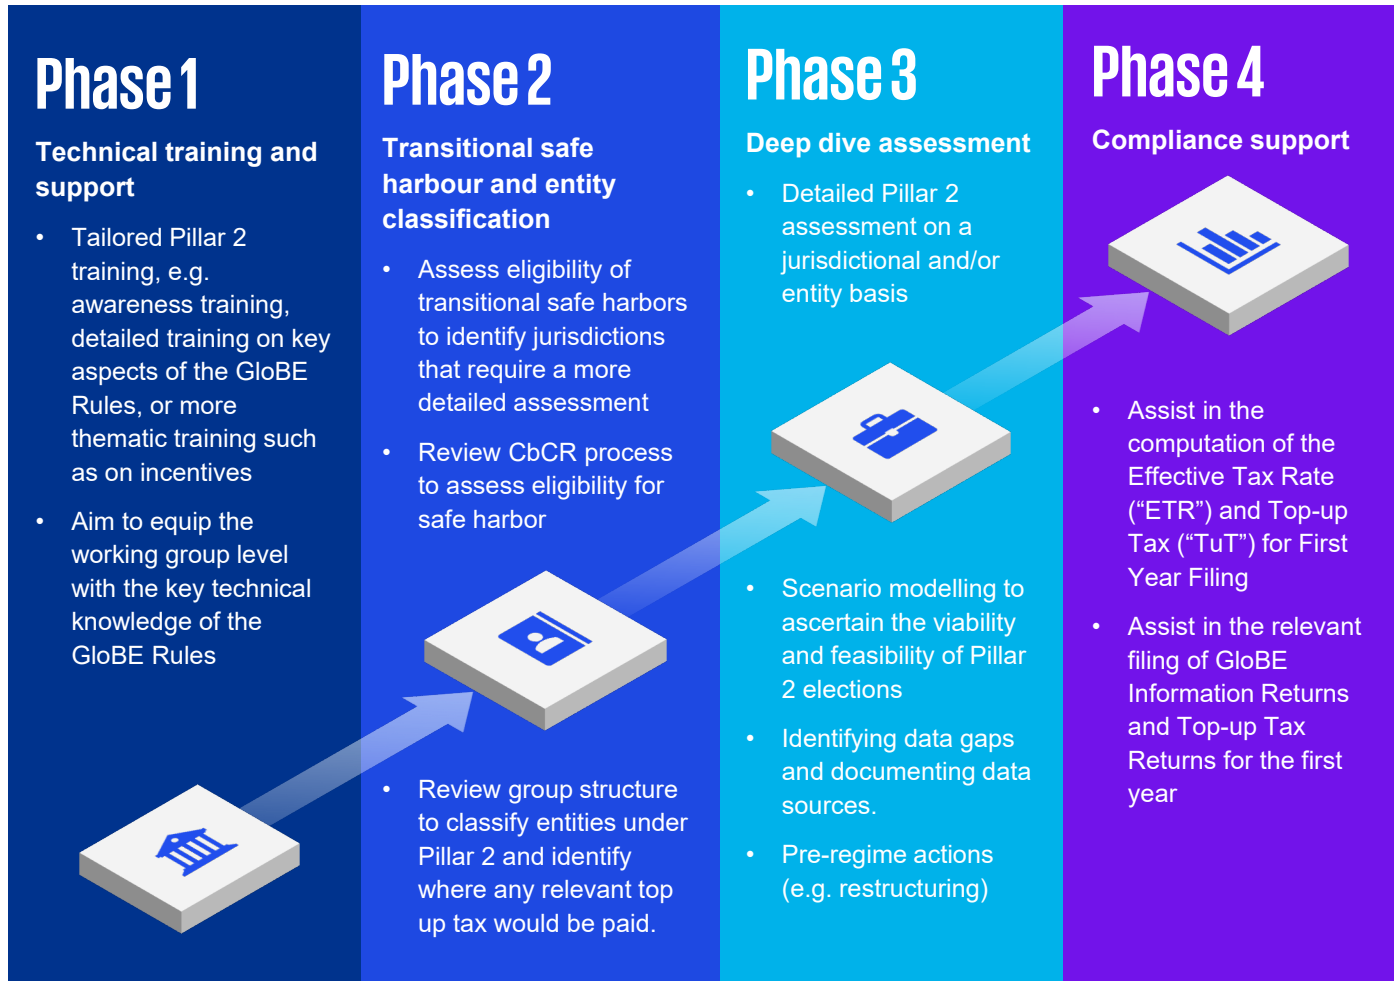 Phase 1
Technical training and
support
• Tailored Pillar 2
training, e.g.
awareness training,
detailed training on key
aspects of the GloBE
Rules, or more
thematic training such
as on incentives
• Aim to equip the
working group level
with the key technical
knowledge of the
GloBE Rules
Phase 2
Transitional safe
harbour and entity
classification
• Assess eligibility of
transitional safe harbors
to identify jurisdictions
that require a more
detailed assessment
• Review CbCR process
to assess eligibility for
safe harbor
• Review group structure
to classify entities under
Pillar 2 and identify
where any relevant top
up tax would be paid.
Phase 3
Deep dive assessment
• Detailed Pillar 2
assessment on a
jurisdictional and/or
entity basis
• Scenario modelling to
ascertain the viability
and feasibility of Pillar
2 elections
• Identifying data gaps
and documenting data
sources.
• Pre-regime actions
(e.g. restructuring)
Phase 4
Compliance support
• Assist in the
computation of the
Effective Tax Rate
(“ETR”) and Top-up
Tax (“TuT”) for First
Year Filing
• Assist in the relevant
filing of GloBE
Information Returns
and Top-up Tax
Returns for the first
year